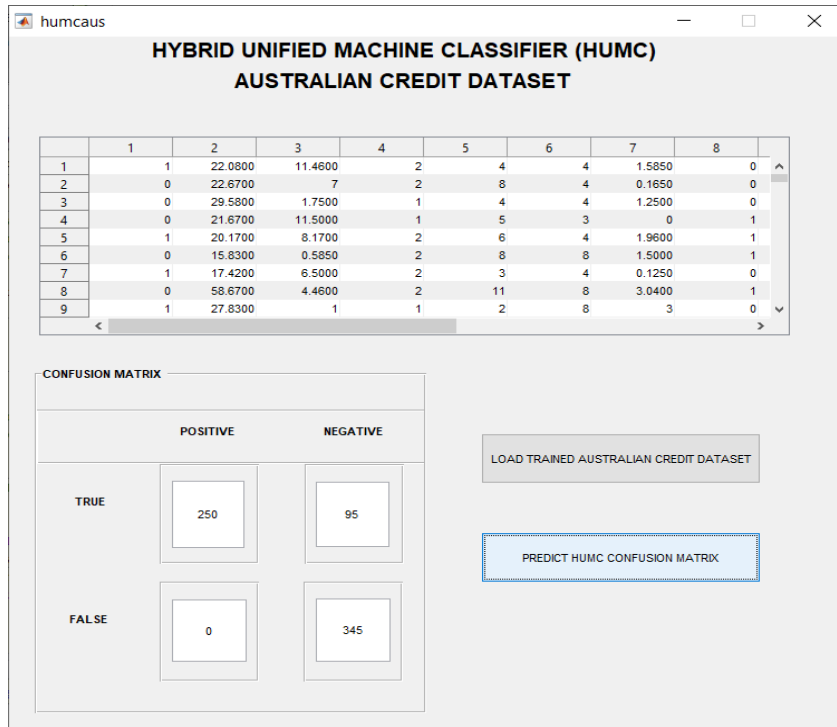 humcaus
HYBRID UNIFIED MACHINE CLASSIFIER (HUMC)
AUSTRALIAN CREDIT DATASET
1 2 3 4 5 6 7 8
1 1 22.0800 11.4600 2 4 4 1.5850 0
2 0 22.6700 7 2 8 4 0.1650 0
3 0 29.5800 1.7500 1 4 4 1.2500 0
4 0 21.6700 11.5000 1 5 3 0 1
5 1 20.1700 8.1700 2 6 4 1.9600 1
6 0 15.8300 0.5850 2 8 8 1.5000 1
7 1 17.4200 6.5000 2 3 4 0.1250 0
8 0 58.6700 4.4600 2 11 8 3.0400 1
9 1 27.8300 1 1 2 8 3 0
CONFUSION MATRIX
POSITIVE NEGATIVE
TRUE 250 95
FALSE 0 345
LOAD TRAINED AUSTRALIAN CREDIT DATASET
PREDICT HUMC CONFUSION MATRIX